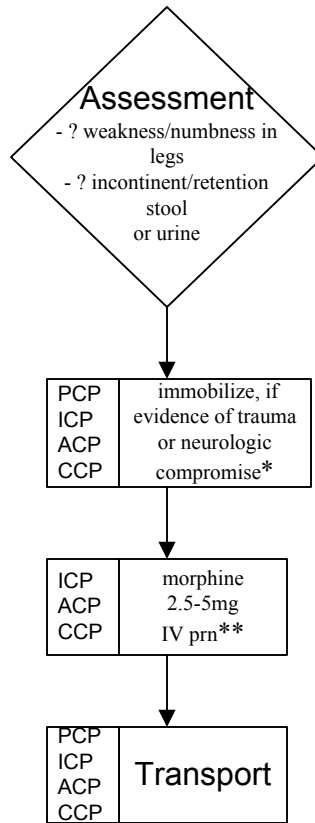 Assessment
- ? weakness/numbness in
legs
- ? incontinent/retention
stool
or urine
PCP
ICP
ACP
CCP
immobilize, if
evidence of trauma
or neurologic
compromise*
ICP
ACP
CCP
morphine
2.5-5mg
IV prn**
PCP
ICP
ACP
CCP
Transport